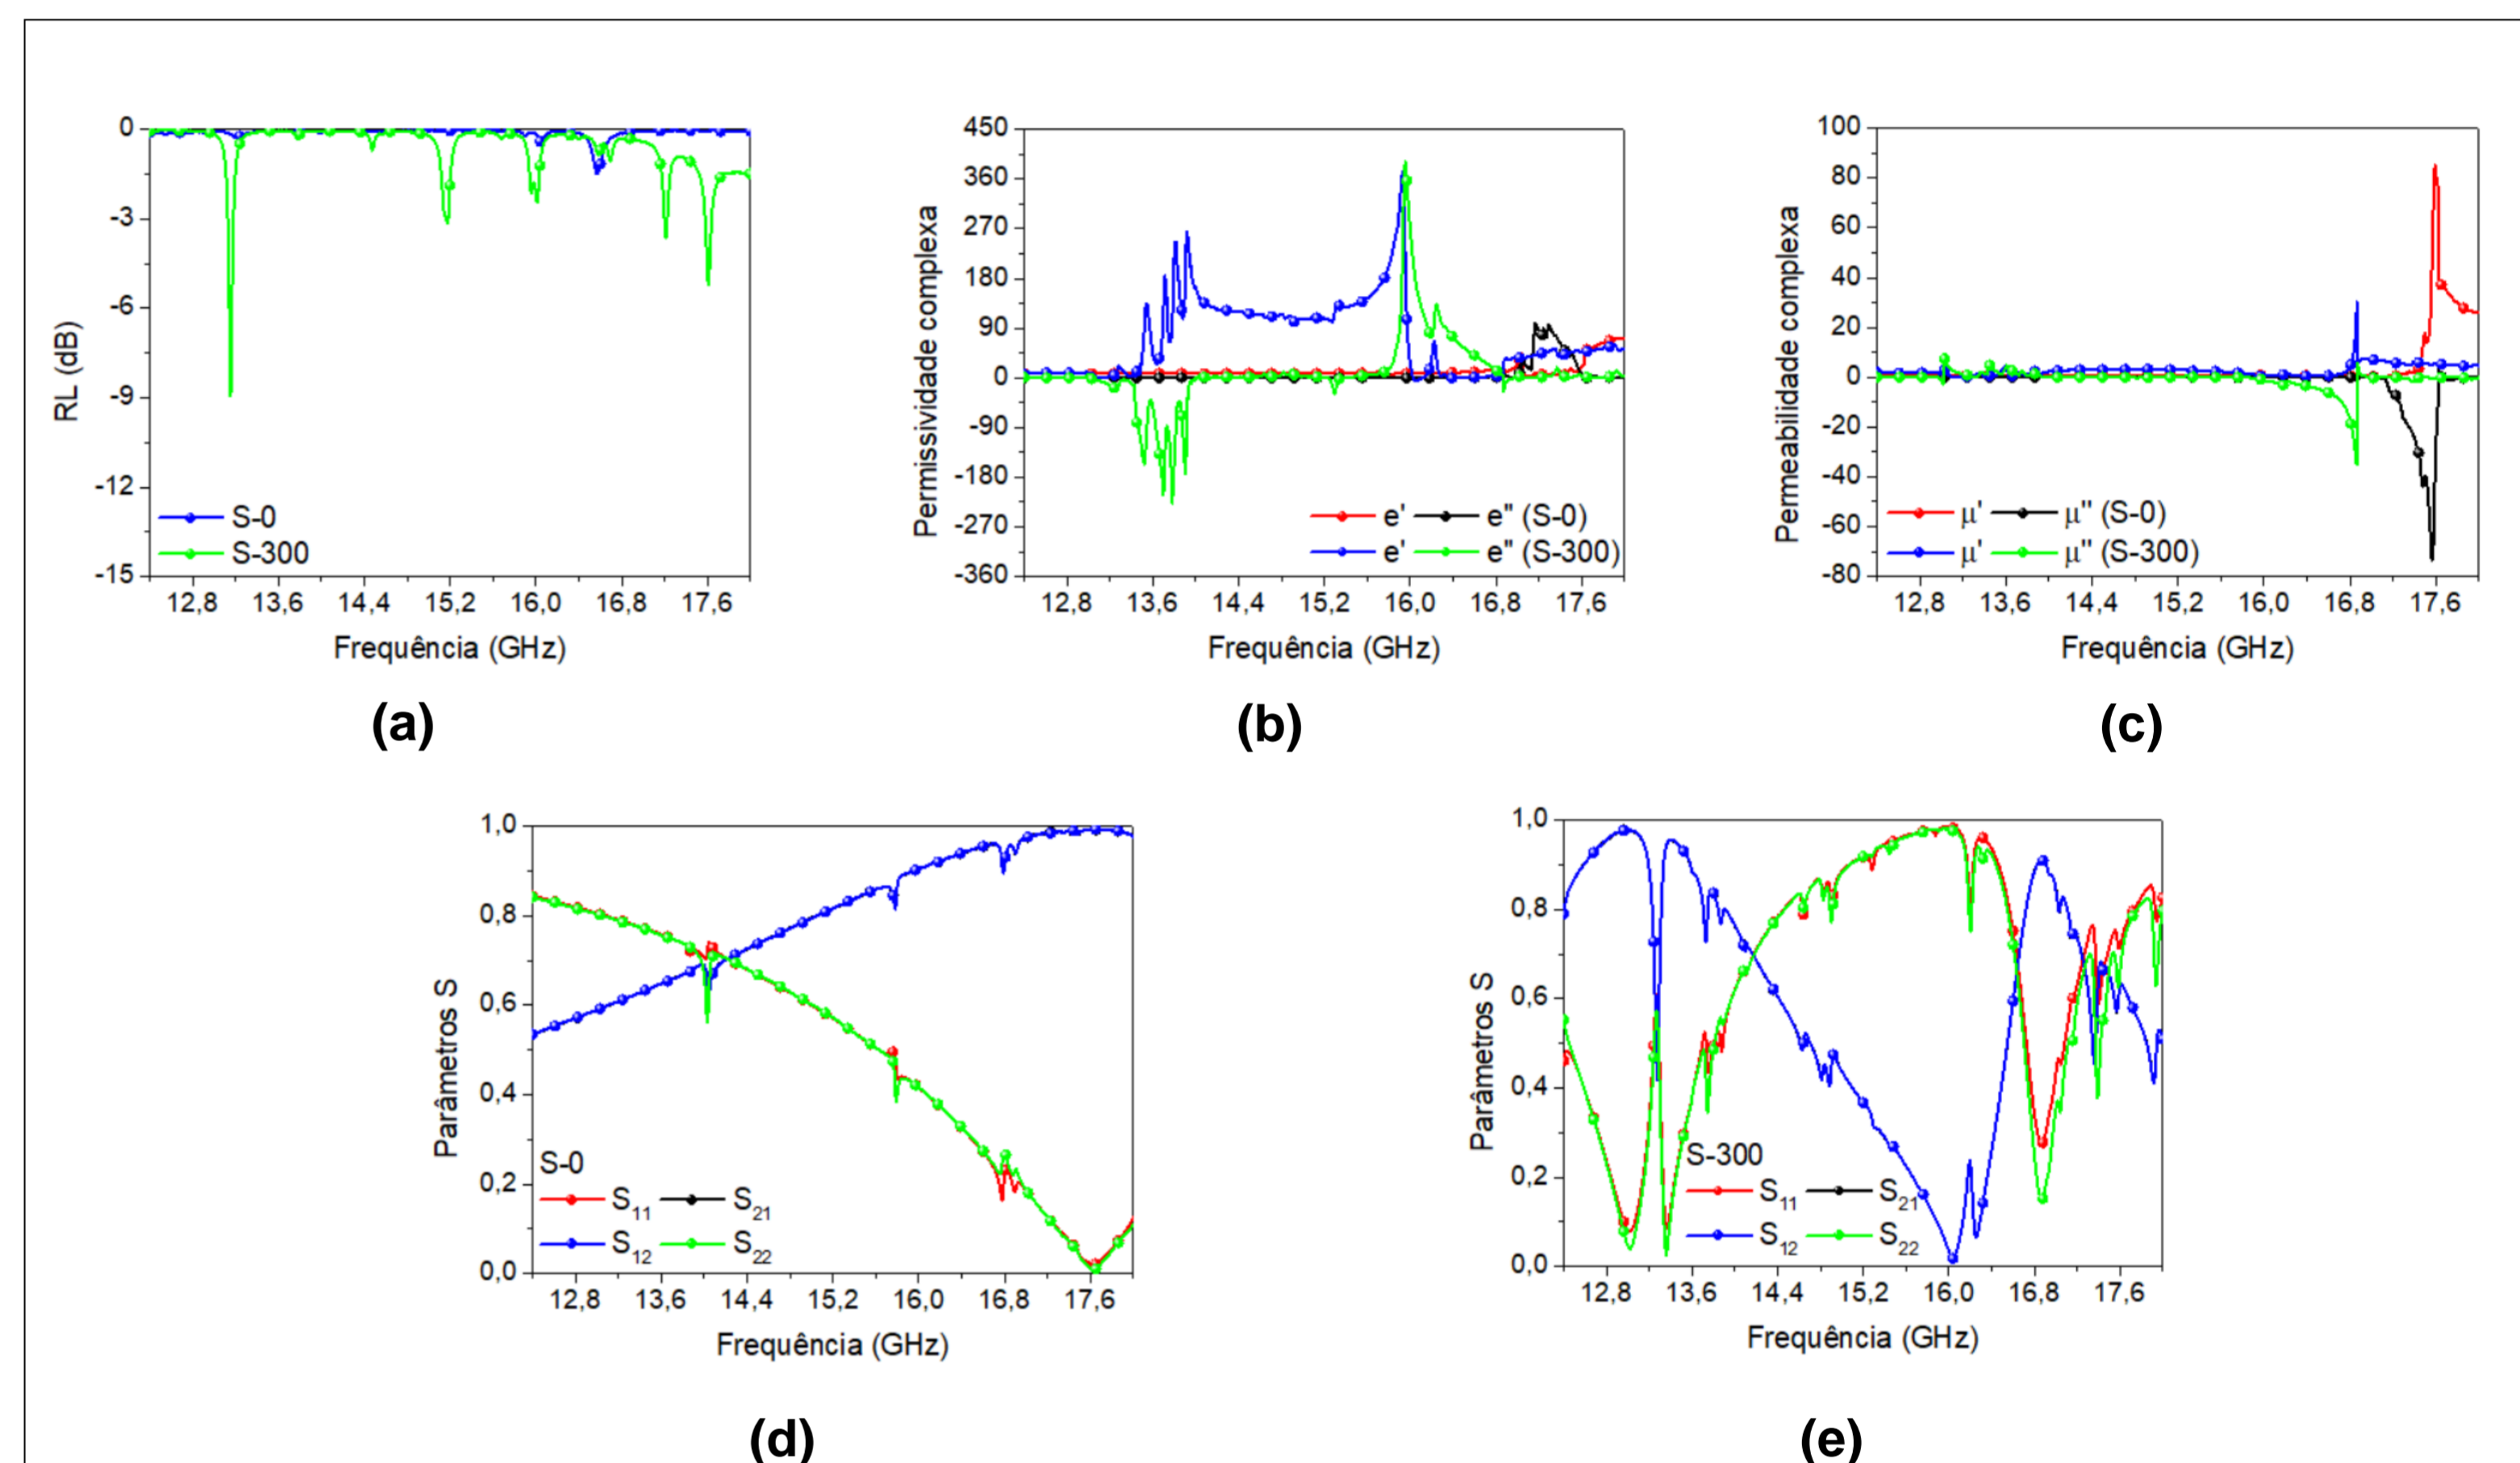 0
-3
-6
-9
-12
-15
RL (dB)
S-0
S-300
12,8 13,6 14,4 15,2 16,0 16,8 17,6
Frequência (GHz)
(a)
450
360
270
180
90
0
-90
-180
-270
-360
Permissividade complexa
e' e" (S-0)
e' e" (S-300)
12,8 13,6 14,4 15,2 16,0 16,8 17,6
Frequência (GHz)
(b)
100
80
60
40
20
0
-20
-40
-60
-80
Permeabilidade complexa
μ' μ" (S-0)
μ' μ" (S-300)
12,8 13,6 14,4 15,2 16,0 16,8 17,6
Frequência (GHz)
(c)
1,0
0,8
0,6
0,4
0,2
0,0
Parâmetros S
S-0
S11 S21
S12 S22
12,8 13,6 14,4 15,2 16,0 16,8 17,6
Frequência (GHz)
(d)
1,0
0,8
0,6
0,4
0,2
0,0
Parâmetros S
S-300
S11 S21
S12 S22
12,8 13,6 14,4 15,2 16,0 16,8 17,6
Frequência (GHz)
(e)